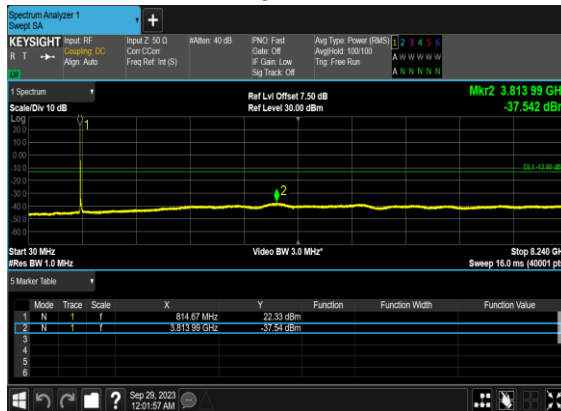 Spectrum Analyzer 1
Swept SA
+
KEYSIGHT Input: RF Input Z: 50 Ω #Atten: 40 dB PNO: Fast Avg Type: Power (RMS) 1 2 3 4 5 6
R T Coupling: DC Corr CCorr Gate: Off Avg|Hold: 100/100 A W W W W W
Align: Auto Freq Ref: Int (S) IF Gain: Low Trig: Free Run
LXI Sig Track: Off A N N N N N
1 Spectrum Ref Lvl Offset 7.50 dB Mkr2 3.813 99 GH
Scale/Div 10 dB Ref Level 30.00 dBm -37.542 dBr
Log
20.0 1
10.0
0.00
-10.0 DL1 -13.00 dB
-20.0
-30.0 2
-40.0
-50.0
-60.0
Start 30 MHz Video BW 3.0 MHz* Stop 8.240 GH
#Res BW 1.0 MHz Sweep 16.0 ms (40001 pt
5 Marker Table
Mode Trace Scale X Y Function Function Width Function Value
1 N 1 f 814.67 MHz 22.33 dBm
2 N 1 f 3.813 99 GHz -37.54 dBm
3
4
5
6
? Sep 29, 2023
12:01:57 AM